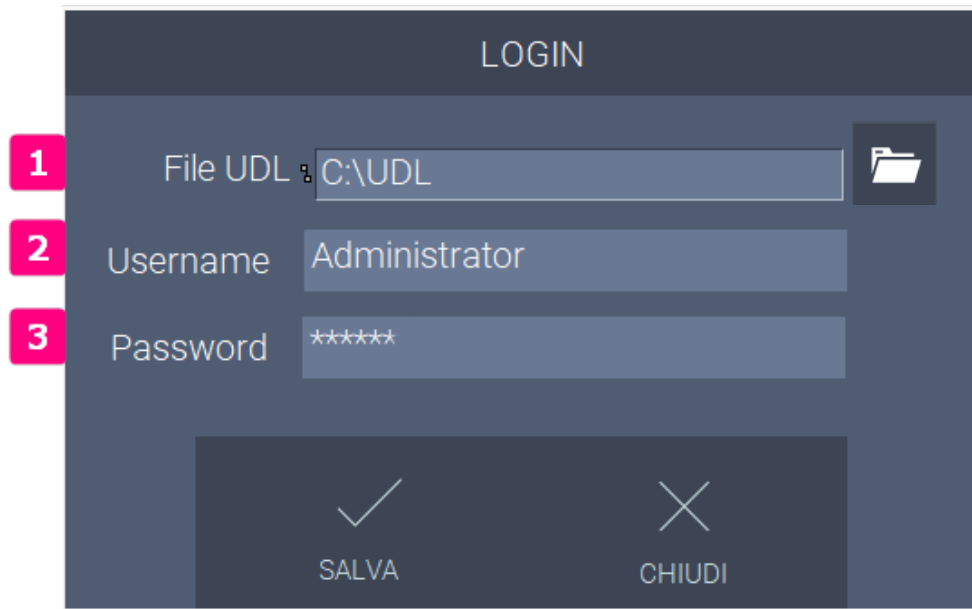 LOGIN
1 File UDL C:\UDL
2 Username Administrator
3 Password ******
SALVA CHIUDI